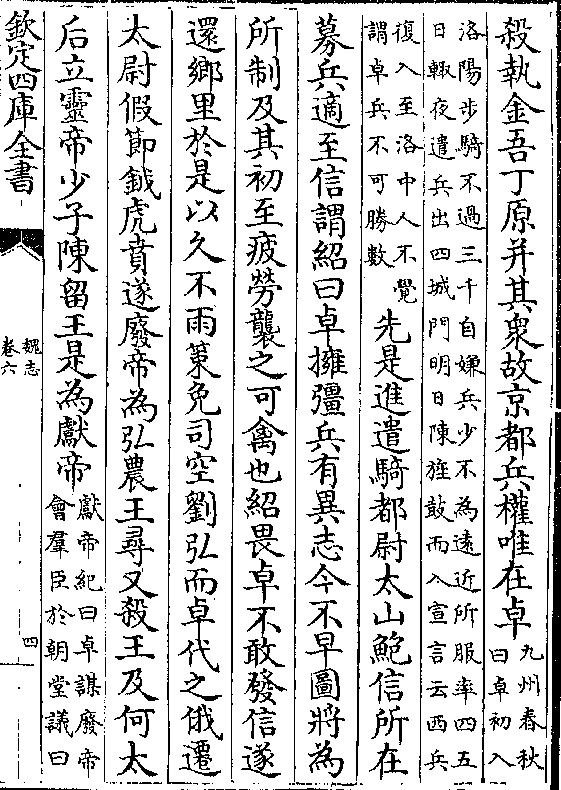 殺執金吾丁原并其衆故京都兵權唯在卓
九州春秋
曰卓初入
洛陽步騎不過三千自嫌兵少不為遠近所服率四五
日輒夜遣兵出四城門明日陳旌鼓而入宣言云西兵
復入至洛中人不覺
謂卓兵不可勝數
先是進遣騎都尉太山鮑信所在
募兵適至信謂紹曰卓擁彊兵有異志今不早圖將為
所制及其初至疲勞襲之可禽也紹畏卓不敢發信遂
還鄉里於是以久不雨策免司空劉弘而卓代之俄遷
太尉假節鉞虎賁遂廢帝為弘農王尋又殺王及何太
后立靈帝少子陳留王是為獻帝
獻帝紀曰卓謀廢帝
會羣臣於朝堂議曰
欽定四庫全書
魏志
卷六
四